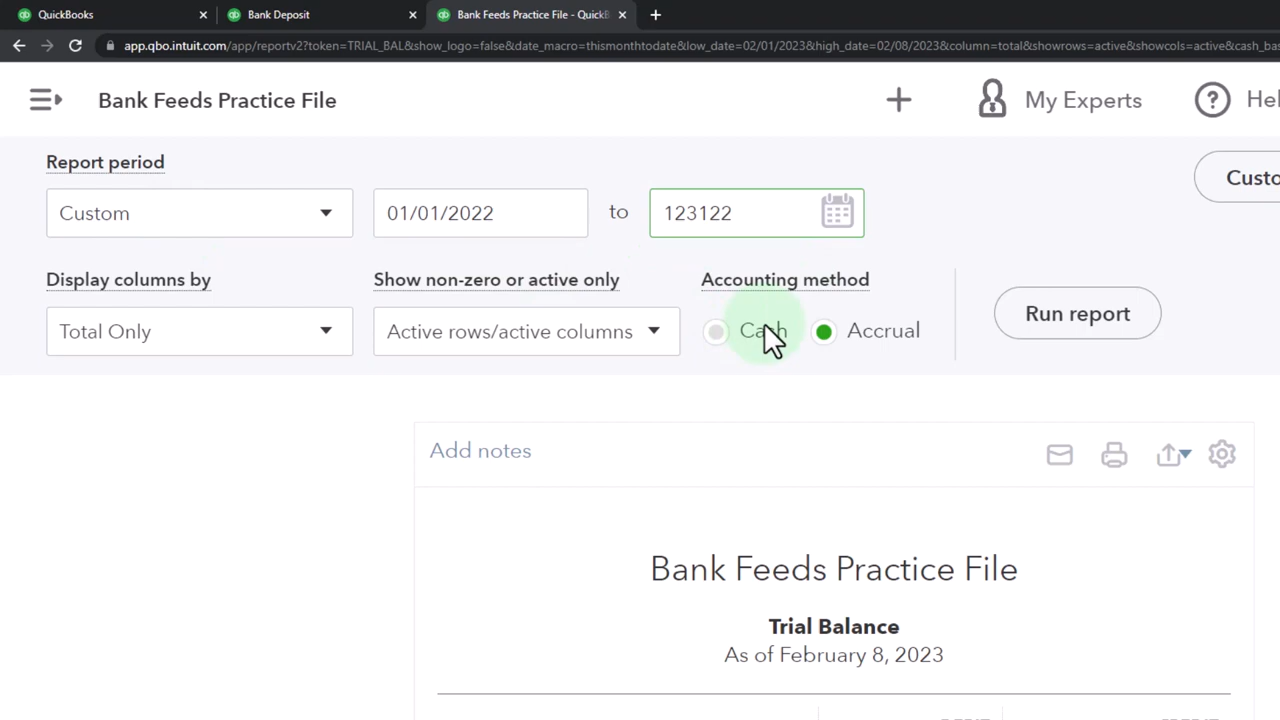 QuickBooks
Bank Deposit
Bank Feeds Practice File - QuickB
app.qbo.intuit.com/app/reportv2?token=TRIAL_BAL&show_logo=false&date_macro=thismonthtodate&low_date=02/01/2023&high_date=02/08/2023&column=total&showrows=active&showcols=active&cash_bas
Bank Feeds Practice File
My Experts
Hel
Report period
Custo
Custom
01/01/2022
to
123122
Display columns by
Show non-zero or active only
Accounting method
Total Only
Active rows/active columns
Cash
Accrual
Run report
Add notes
Bank Feeds Practice File
Trial Balance
As of February 8, 2023